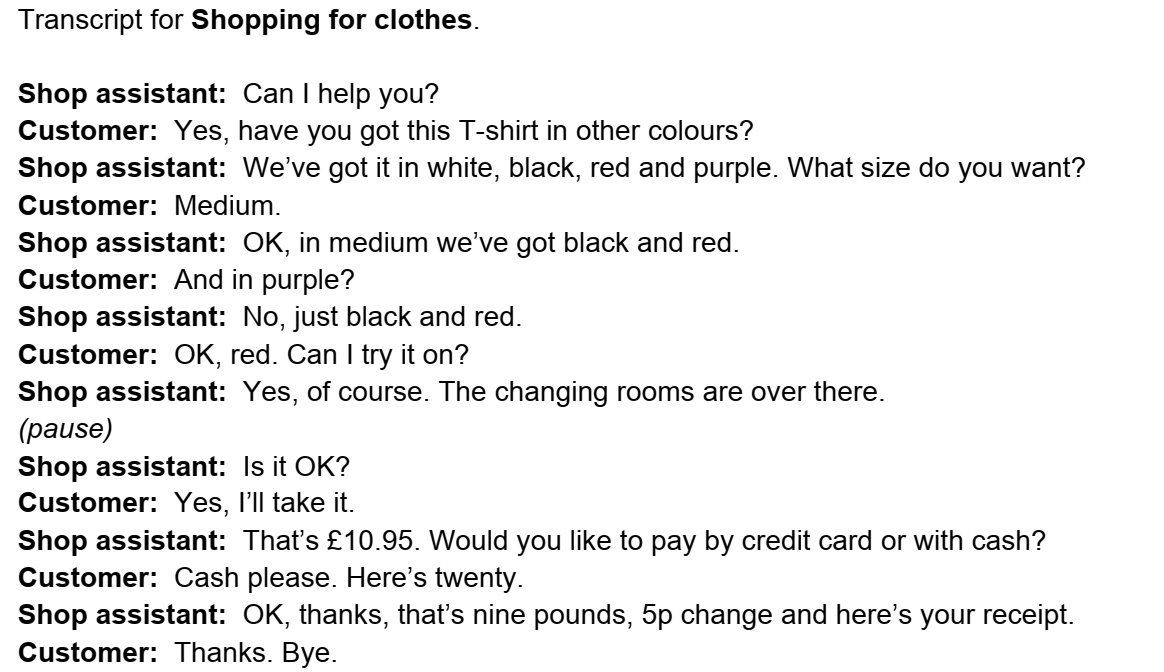 Transcript for Shopping for clothes.
Shop assistant: Can I help you?
Customer: Yes, have you got this T-shirt in other colours?
Shop assistant: We’ve got it in white, black, red and purple. What size do you want?
Customer: Medium.
Shop assistant: OK, in medium we’ve got black and red.
Customer: And in purple?
Shop assistant: No, just black and red.
Customer: OK, red. Can I try it on?
Shop assistant: Yes, of course. The changing rooms are over there.
(pause)
Shop assistant: Is it OK?
Customer: Yes, I’ll take it.
Shop assistant: That’s £10.95. Would you like to pay by credit card or with cash?
Customer: Cash please. Here’s twenty.
Shop assistant: OK, thanks, that’s nine pounds, 5p change and here’s your receipt.
Customer: Thanks. Bye.